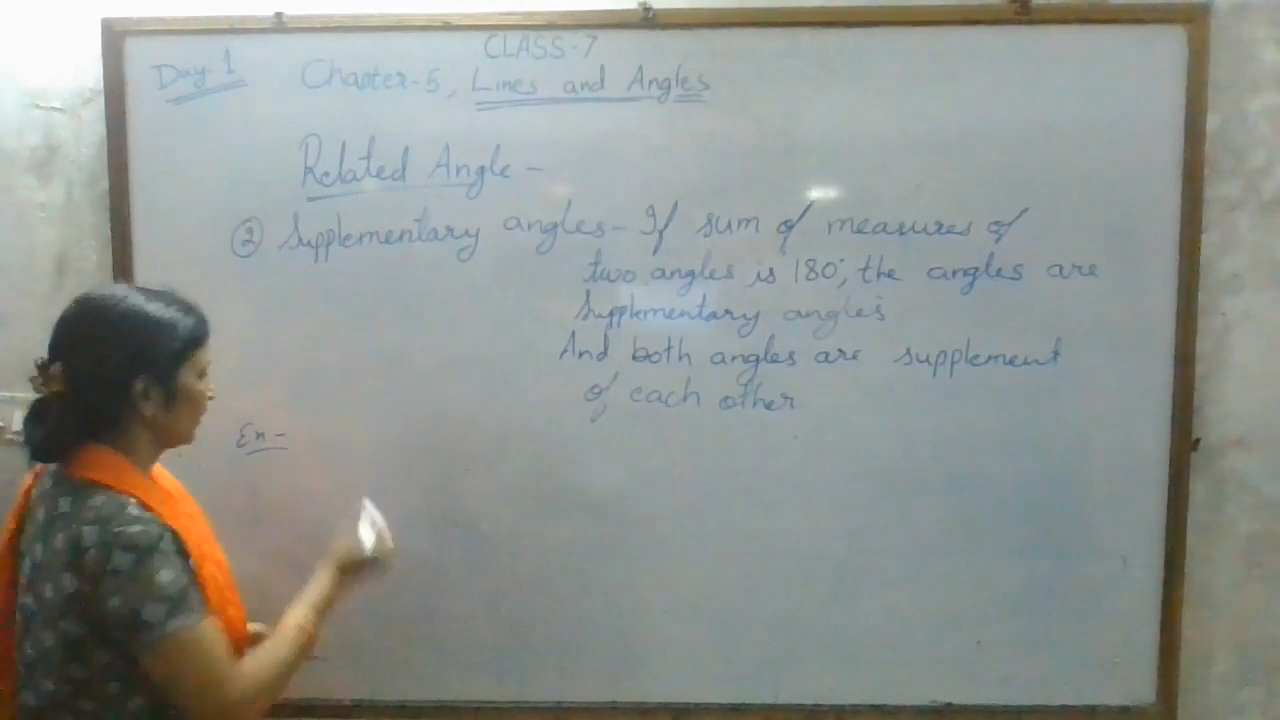 CLASS-7
Day-1 Chapter-5, Lines and Angles
Related Angle -
② Supplementary angles - If sum of measures of
two angles is 180°, the angles are
Supplementary angles
And both angles are supplement
of each other
Ex -